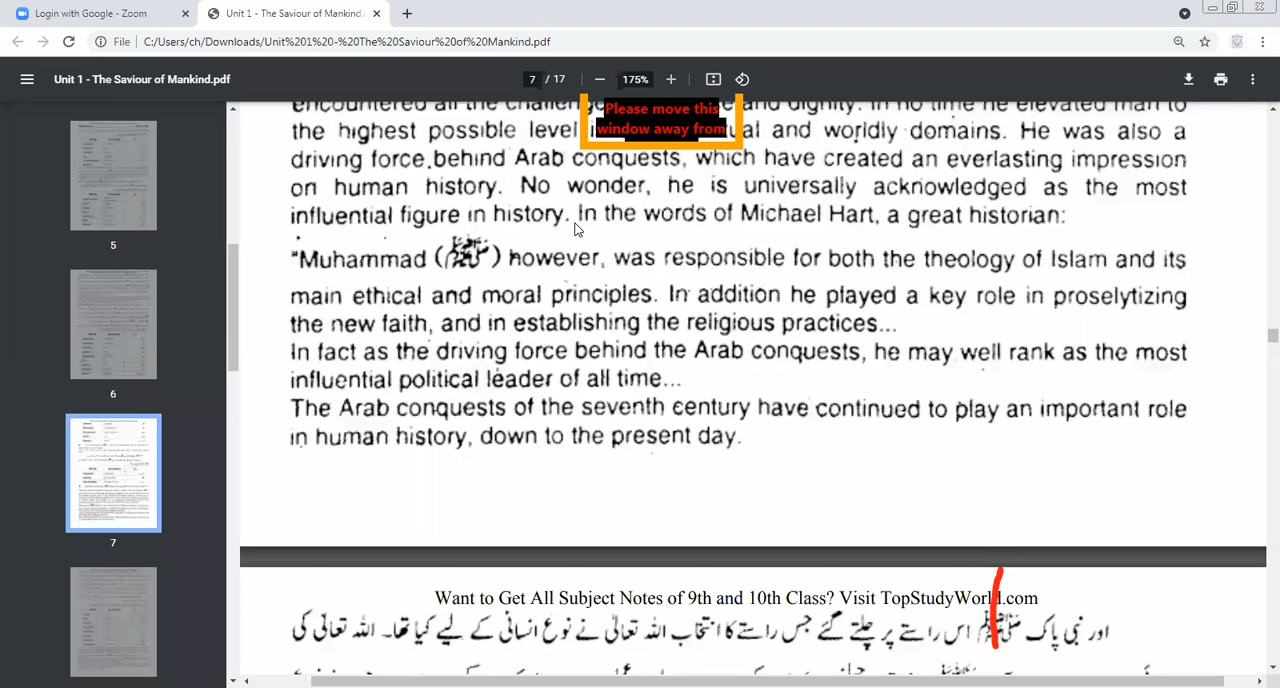 Login with Google - Zoom
Unit 1 - The Saviour of Mankind.
File
C:/Users/ch/Downloads/Unit%201%20-%20The%20Saviour%20of%20Mankind.pdf
Unit 1 - The Saviour of Mankind.pdf
7 / 17
175%
Please move this
window away from
encountered all the and dignity. In no time he elevated man to
the highest possible level and worldly domains. He was also a
driving force behind Arab conquests, which have created an everlasting impression
on human history. No wonder, he is universally acknowledged as the most
influential figure in history. In the words of Michael Hart, a great historian:
"Muhammad (ﷺ) however, was responsible for both the theology of Islam and its
main ethical and moral principles. In addition he played a key role in proselytizing
the new faith, and in establishing the religious practices...
In fact as the driving force behind the Arab conquests, he may well rank as the most
influential political leader of all time...
The Arab conquests of the seventh century have continued to play an important role
in human history, down to the present day.
5
6
7
Want to Get All Subject Notes of 9th and 10th Class? Visit TopStudyWorld.com
اور نبی پاک ﷺ اس راستے پر چلتے گئے جس راستے کا انتخاب اللہ تعالیٰ نے نوع انسانی کے لیے کیا تھا۔ اللہ تعالیٰ کی